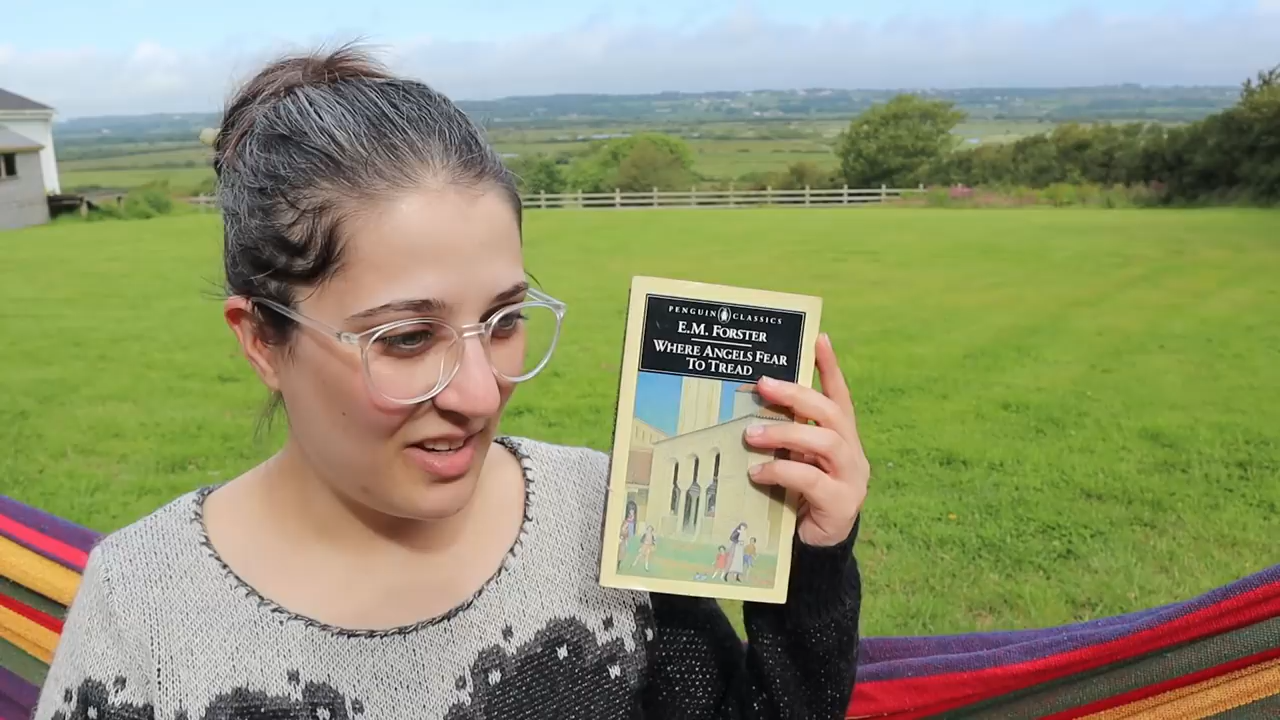 PENGUIN CLASSICS
E.M. FORSTER
WHERE ANGELS FEAR
TO TREAD